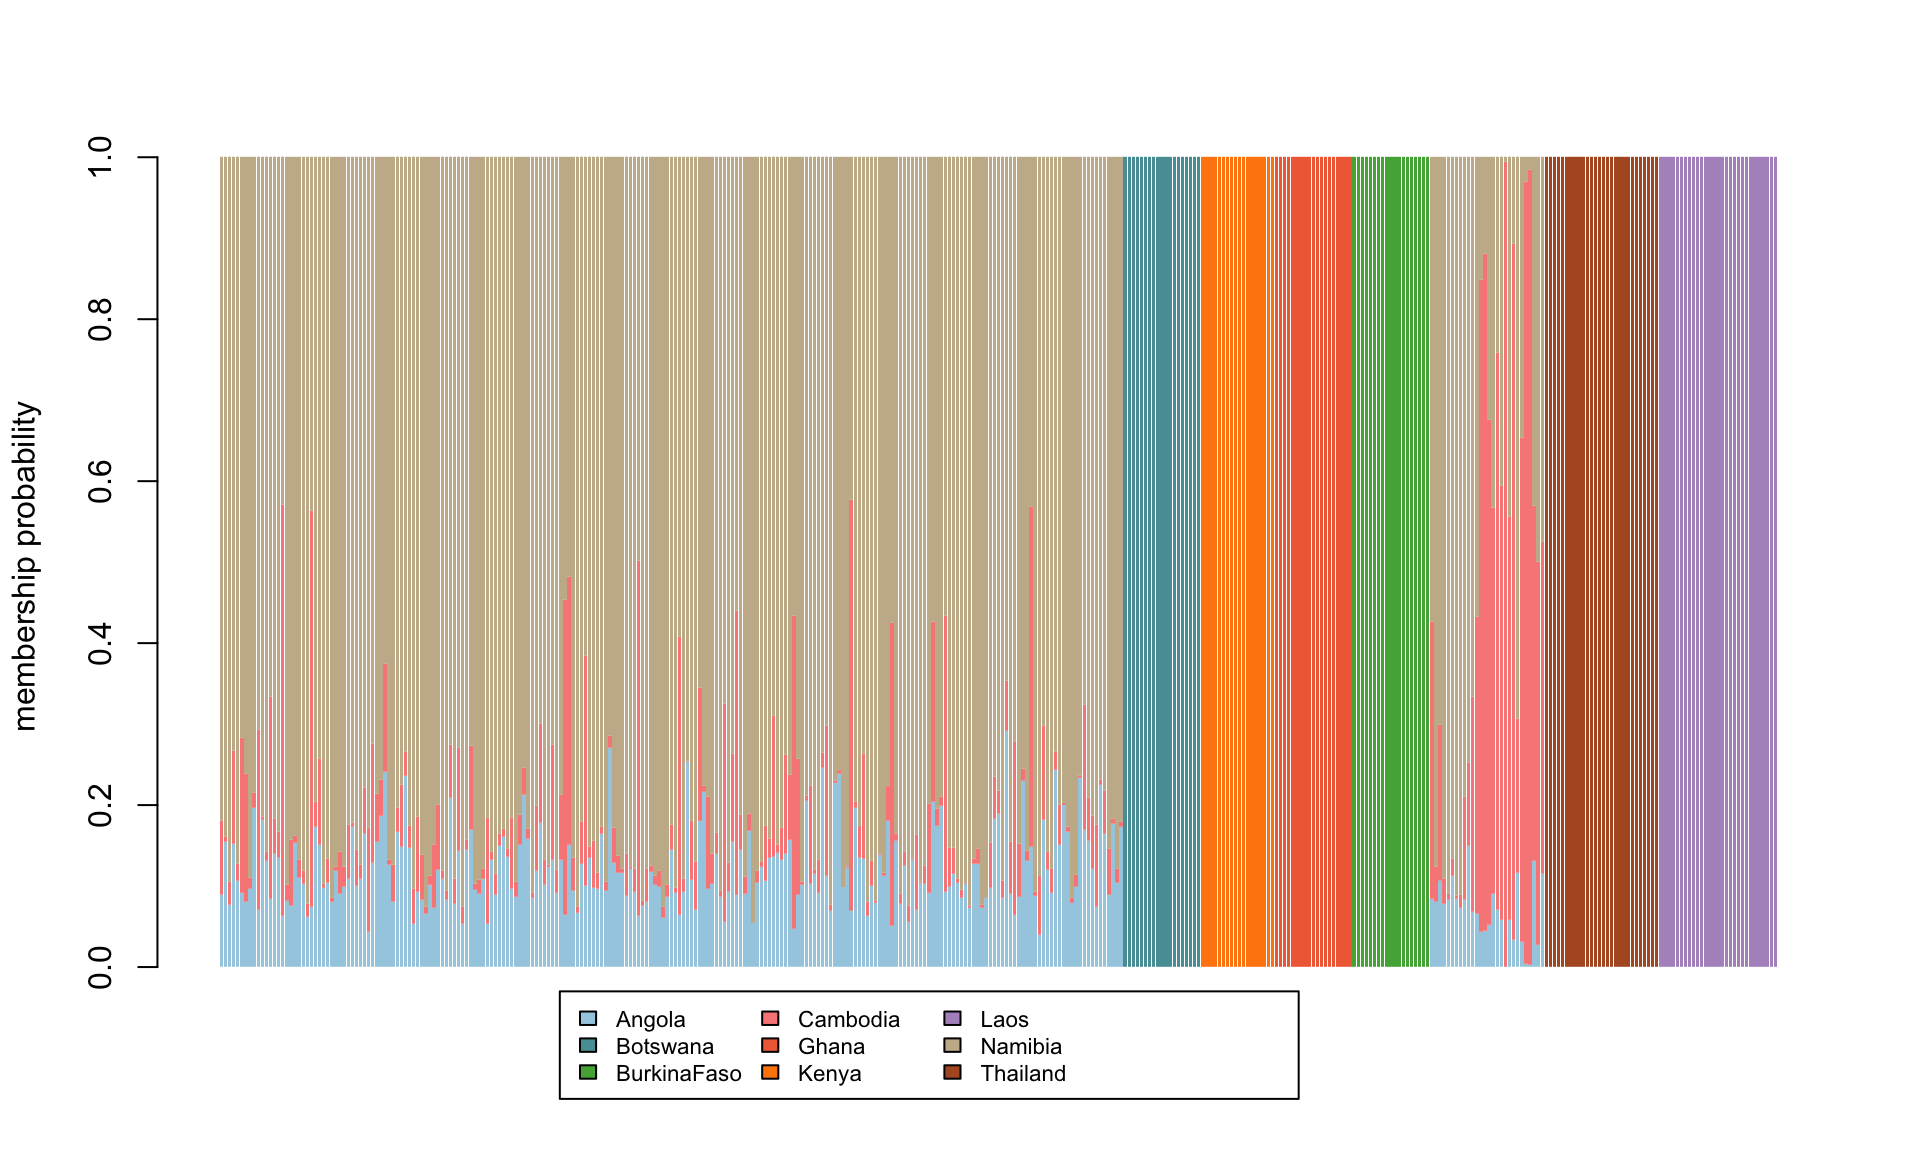 membership probability
1.0
0.8
0.6
0.4
0.2
0.0
Angola Cambodia Laos
Botswana Ghana Namibia
BurkinaFaso Kenya Thailand